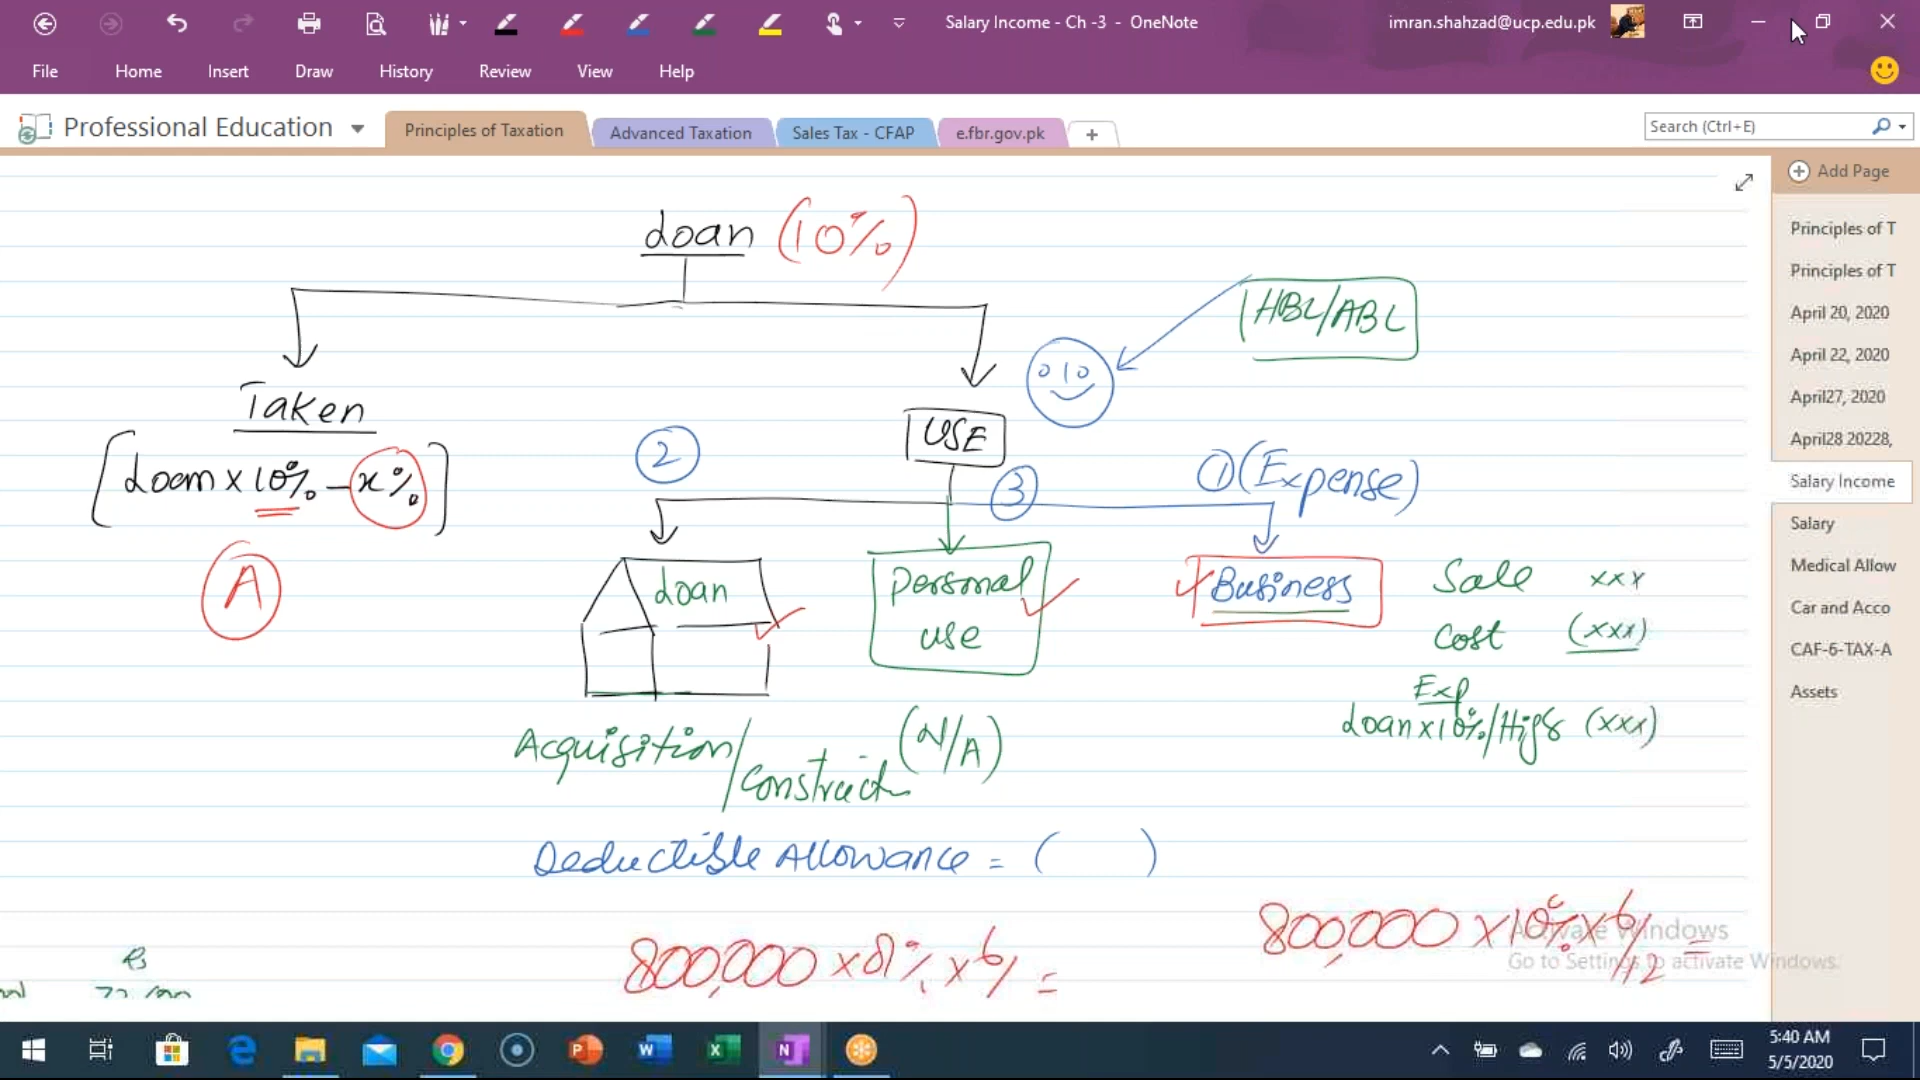 Salary Income - Ch -3 - OneNote
imran.shahzad@ucp.edu.pk
File Home Insert Draw History Review View Help
Professional Education
Principles of Taxation
Advanced Taxation
Sales Tax - CFAP
e.fbr.gov.pk
Search (Ctrl+E)
Add Page
Principles of T
Principles of T
April 20, 2020
April 22, 2020
April27, 2020
April28 20228,
Salary Income
Salary
Medical Allow
Car and Acco
CAF-6-TAX-A
Assets
Loan (10%)
HBL/ABL
Taken
USE
[Loan x 10% - x%]
A
2
3
1 (Expense)
Loan
Personal use
Business
Sale xxx
Cost (xxx)
Exp
Loan x 10%/High (xxx)
Acquisition/
Construct
(N/A)
Deductible Allowance = ( )
800,000 x 8% x 6/ =
800,000 x 10% x 6/12 =
Activate Windows
Go to Settings to activate Windows.
5:40 AM
5/5/2020